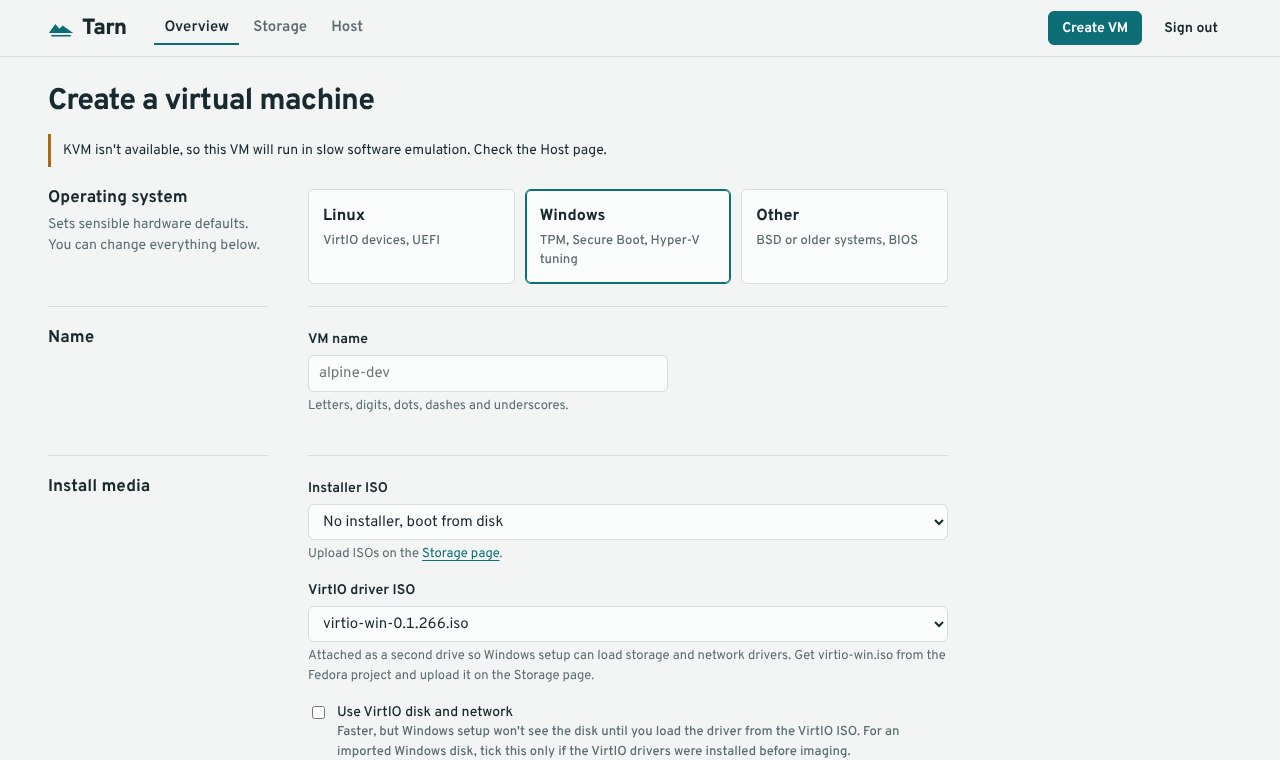 Tarn
Overview
Storage
Host
Create VM
Sign out
Create a virtual machine
KVM isn't available, so this VM will run in slow software emulation. Check the Host page.
Operating system
Sets sensible hardware defaults.
You can change everything below.
Linux
VirtIO devices, UEFI
Windows
TPM, Secure Boot, Hyper-V
tuning
Other
BSD or older systems, BIOS
Name
VM name
alpine-dev
Letters, digits, dots, dashes and underscores.
Install media
Installer ISO
No installer, boot from disk
Upload ISOs on the Storage page.
VirtIO driver ISO
virtio-win-0.1.266.iso
Attached as a second drive so Windows setup can load storage and network drivers. Get virtio-win.iso from the
Fedora project and upload it on the Storage page.
Use VirtIO disk and network
Faster, but Windows setup won't see the disk until you load the driver from the VirtIO ISO. For an
imported Windows disk, tick this only if the VirtIO drivers were installed before imaging.